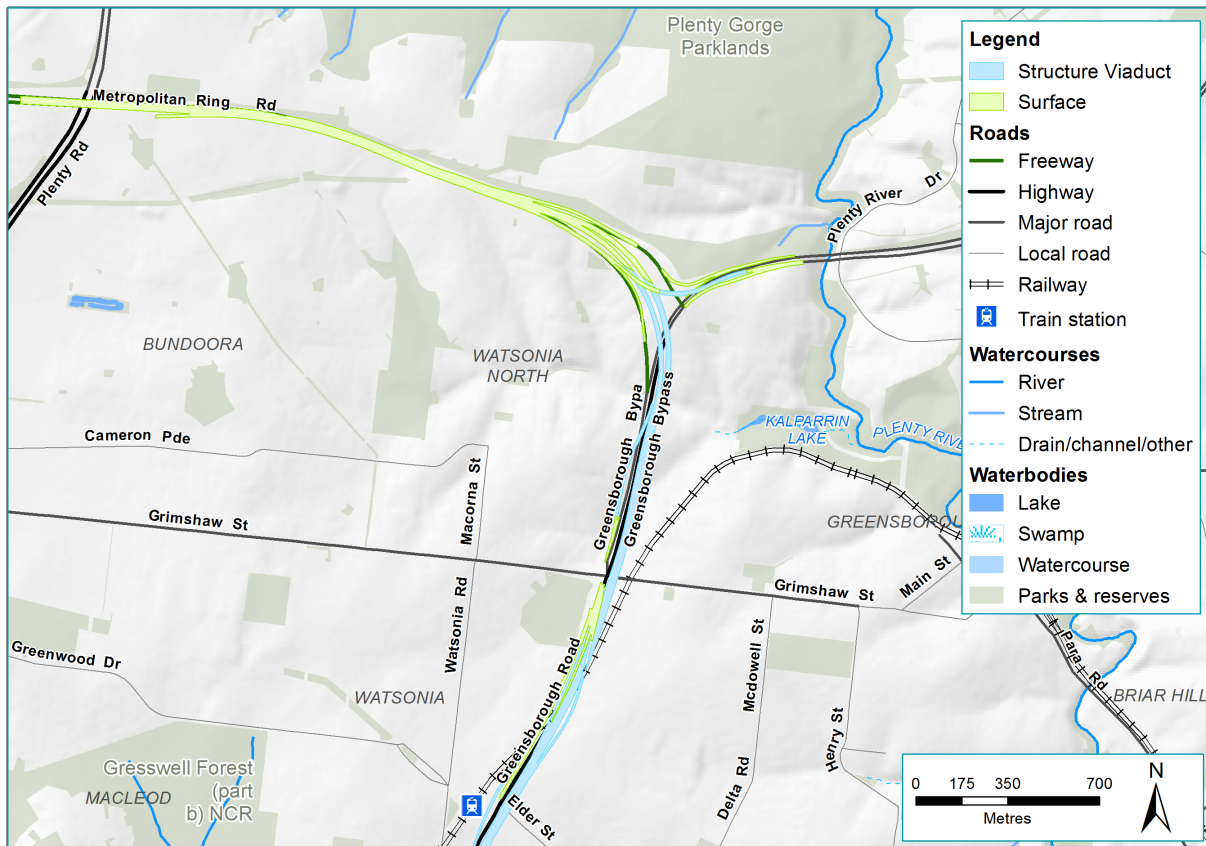 Plenty Gorge
Parklands
Metropolitan Ring Rd
Plenty Rd
Plenty River Dr
BUNDOORA
WATSONIA
NORTH
Greensborough Bypa
Greensborough Bypass
KALPARRIN
LAKE
PLENTY RIVE
Cameron Pde
Macorna St
Grimshaw St
GREENSBOROU
Main St
Grimshaw St
Watsonia Rd
Greensborough Road
Mcdowell St
Henry St
Para Rd
BRIAR HILL
Greenwood Dr
WATSONIA
Gresswell Forest
(part
b) NCR
MACLEOD
Elder St
Delta Rd
Legend
Structure Viaduct
Surface
Roads
Freeway
Highway
Major road
Local road
Railway
Train station
Watercourses
River
Stream
Drain/channel/other
Waterbodies
Lake
Swamp
Watercourse
Parks & reserves
0 175 350 700
Metres
N